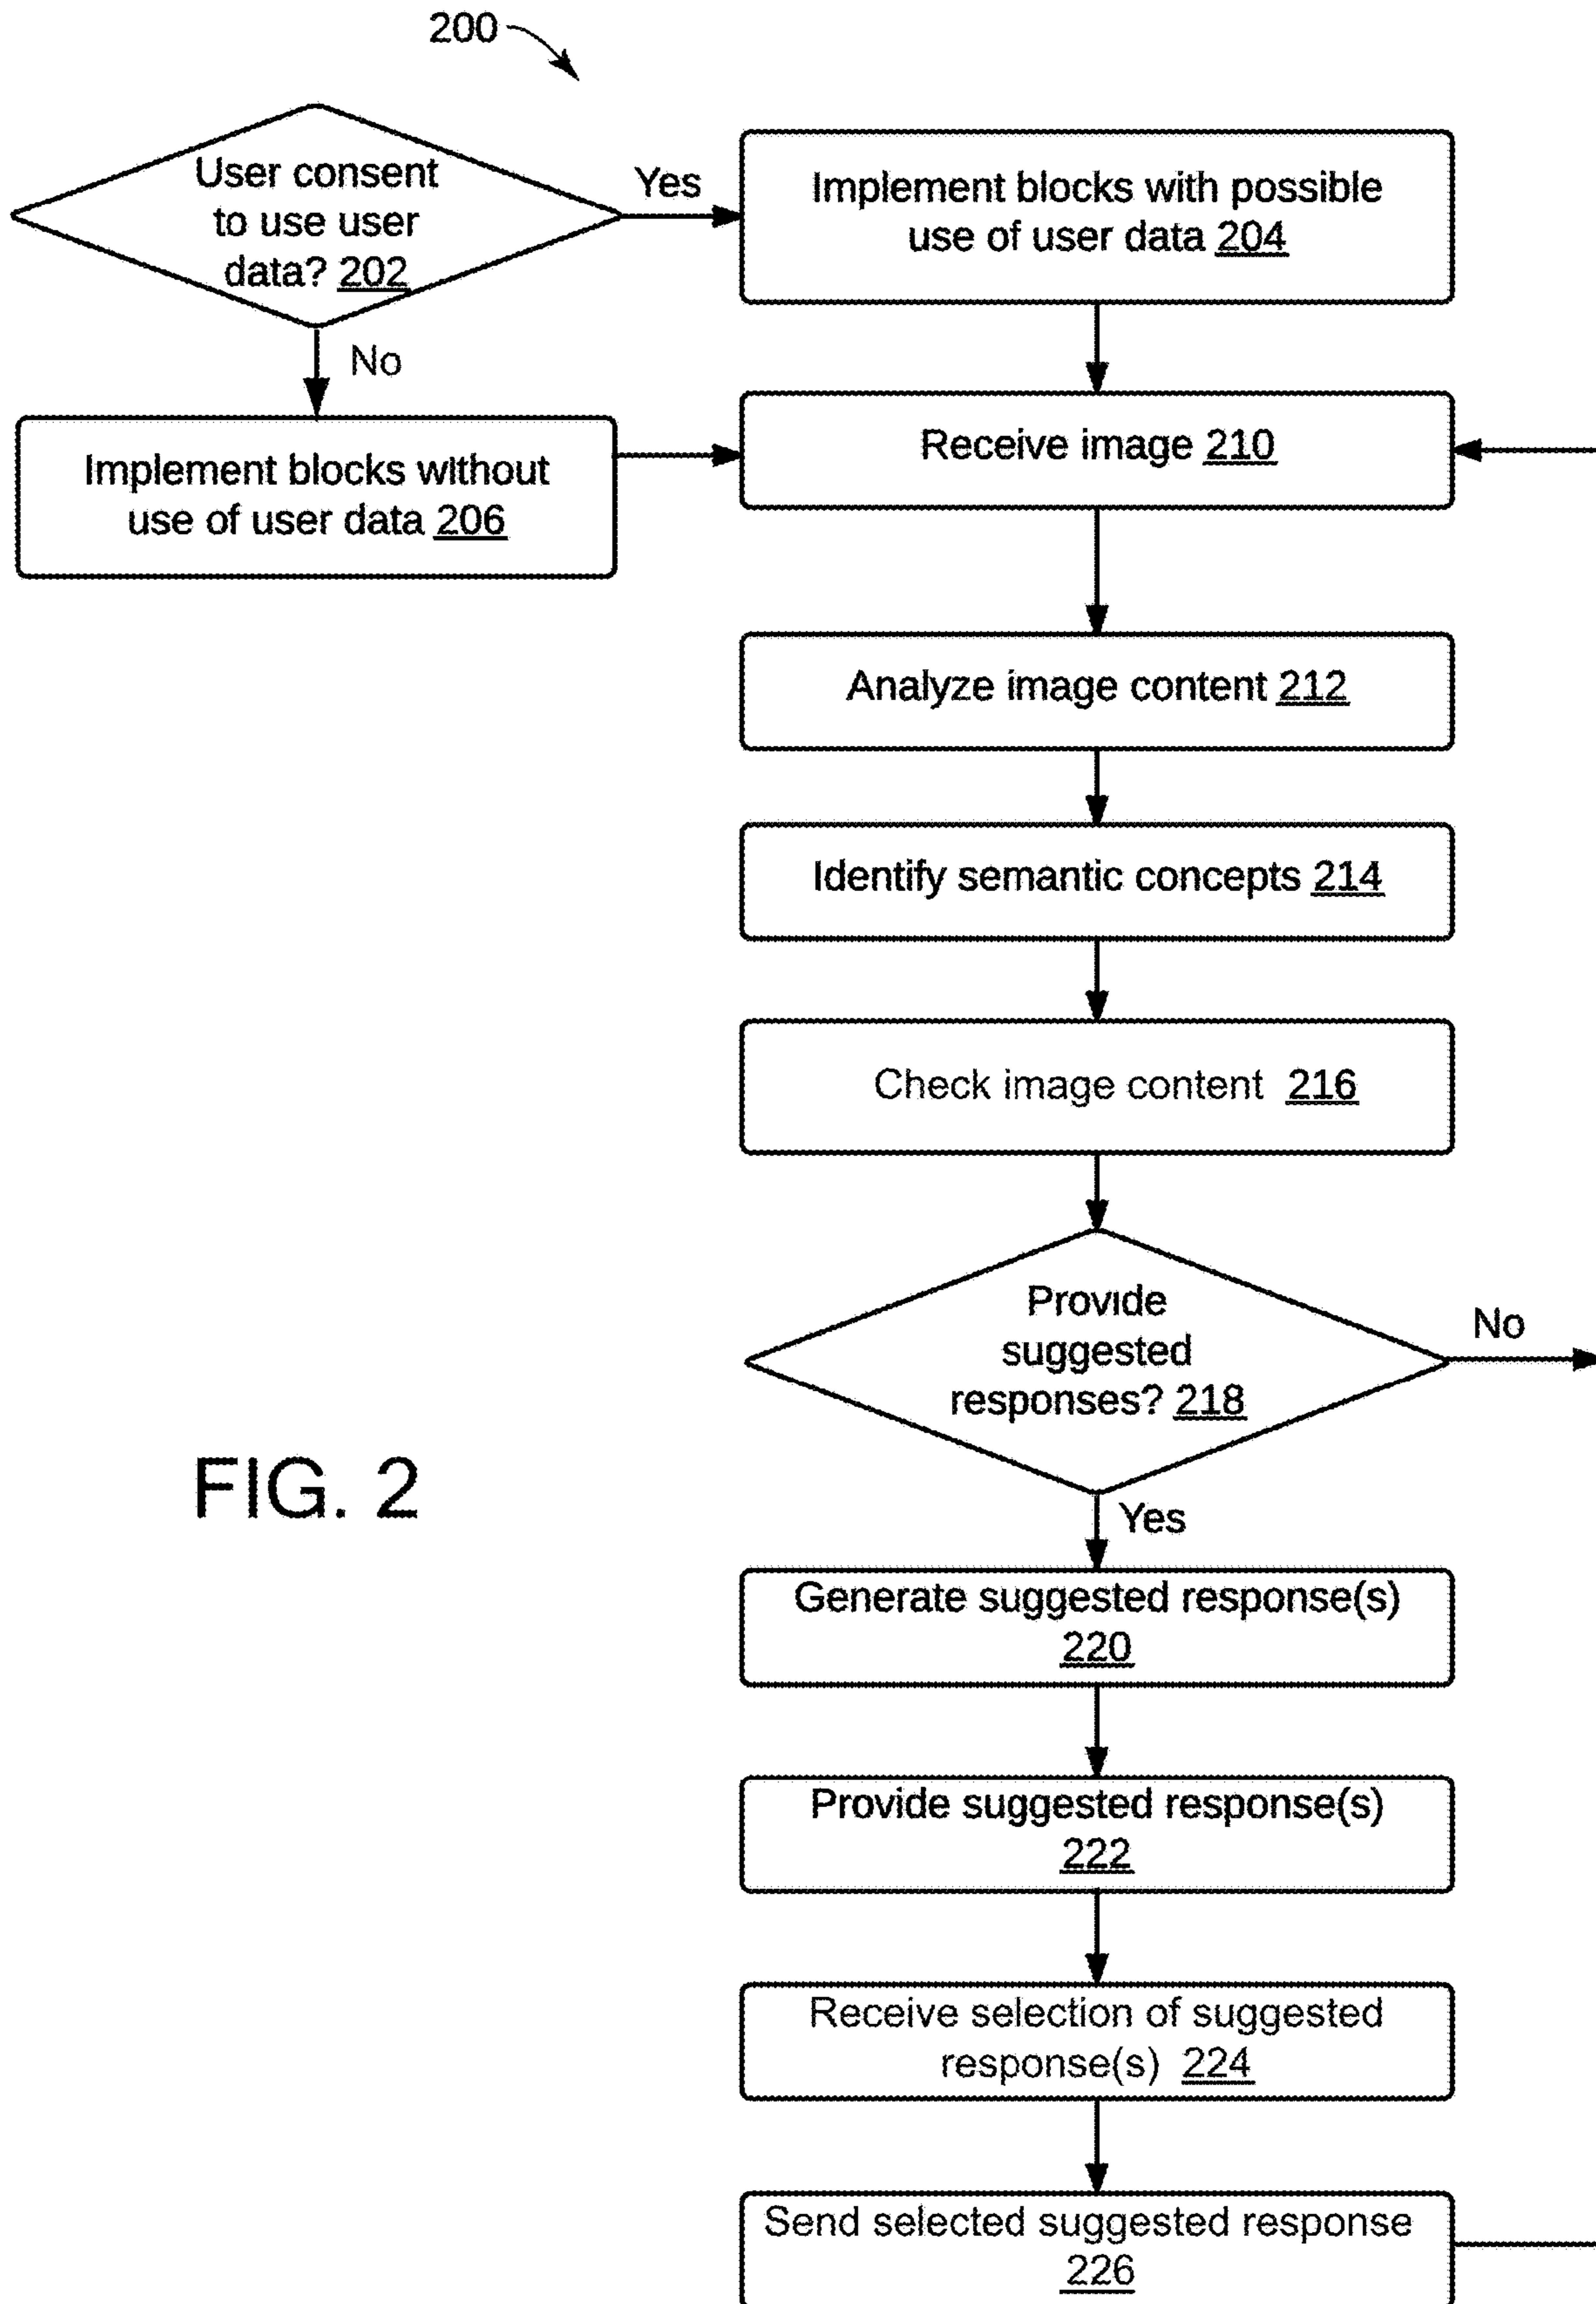 200
User consent
to use user
data? 202
Yes
Implement blocks with possible
use of user data 204
No
Implement blocks without
use of user data 206
Receive image 210
Analyze image content 212
Identify semantic concepts 214
Check image content 216
Provide
suggested
responses? 218
No
Yes
FIG. 2
Generate suggested response(s)
220
Provide suggested response(s)
222
Receive selection of suggested
response(s) 224
Send selected suggested response
226